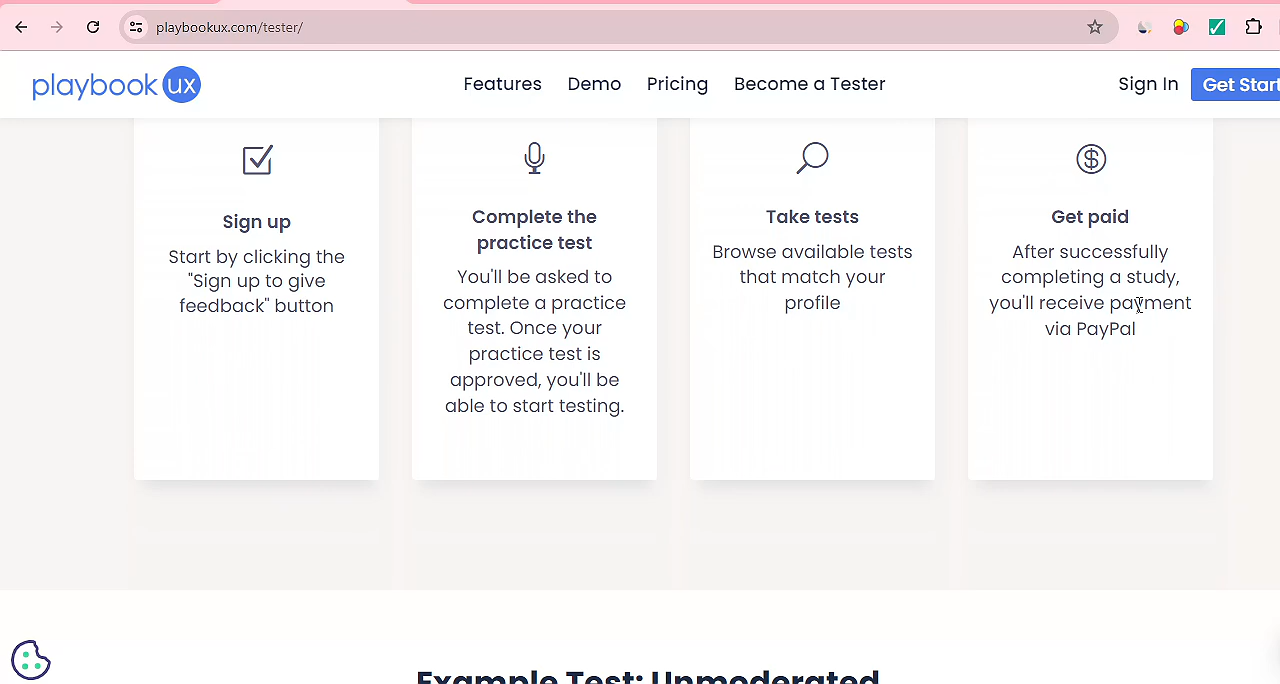 playbookux.com/tester/
playbook ux
Features Demo Pricing Become a Tester
Sign In
Get Start
Sign up
Start by clicking the
"Sign up to give
feedback" button
Complete the
practice test
You'll be asked to
complete a practice
test. Once your
practice test is
approved, you'll be
able to start testing.
Take tests
Browse available tests
that match your
profile
Get paid
After successfully
completing a study,
you'll receive payment
via PayPal
Example Test: Unmoderated